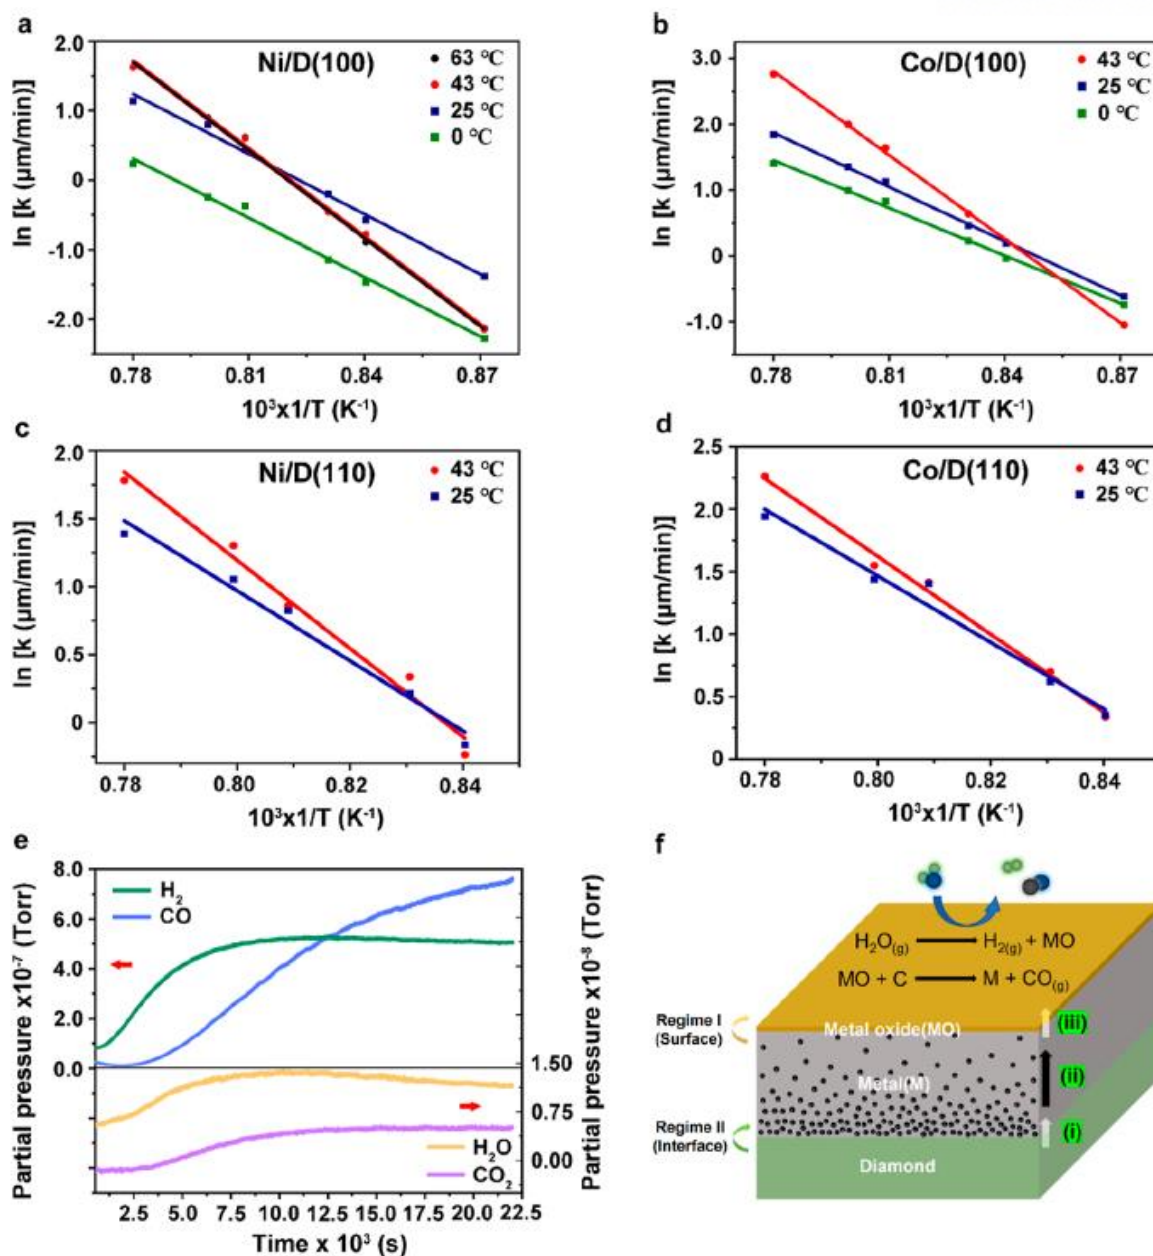 a
Ni/D(100)
63 °C
43 °C
25 °C
0 °C
2.0
1.0
0
-1.0
-2.0
ln [k (µm/min)]
0.78 0.81 0.84 0.87
10³x1/T (K⁻¹)
b
Co/D(100)
43 °C
25 °C
0 °C
3.0
2.0
1.0
0
-1.0
ln [k (µm/min)]
0.78 0.81 0.84 0.87
10³x1/T (K⁻¹)
c
Ni/D(110)
43 °C
25 °C
2.0
1.5
1.0
0.5
0
ln [k (µm/min)]
0.78 0.80 0.82 0.84
10³x1/T (K⁻¹)
d
Co/D(110)
43 °C
25 °C
2.5
2.0
1.5
1.0
0.5
0
ln [k (µm/min)]
0.78 0.80 0.82 0.84
10³x1/T (K⁻¹)
e
H₂
CO
8.0
6.0
4.0
2.0
0.0
Partial pressure x10⁻⁷ (Torr)
1.50
0.75
0.00
Partial pressure x10⁻⁸ (Torr)
H₂O
CO₂
2.5 5.0 7.5 10.0 12.5 15.0 17.5 20.0 22.5
Time x 10³ (s)
f
H₂O(g) H₂(g) + MO
MO + C M + CO(g)
Regime I
(Surface)
Metal oxide(MO)
(iii)
Metal(M)
(ii)
Regime II
(Interface)
(i)
Diamond